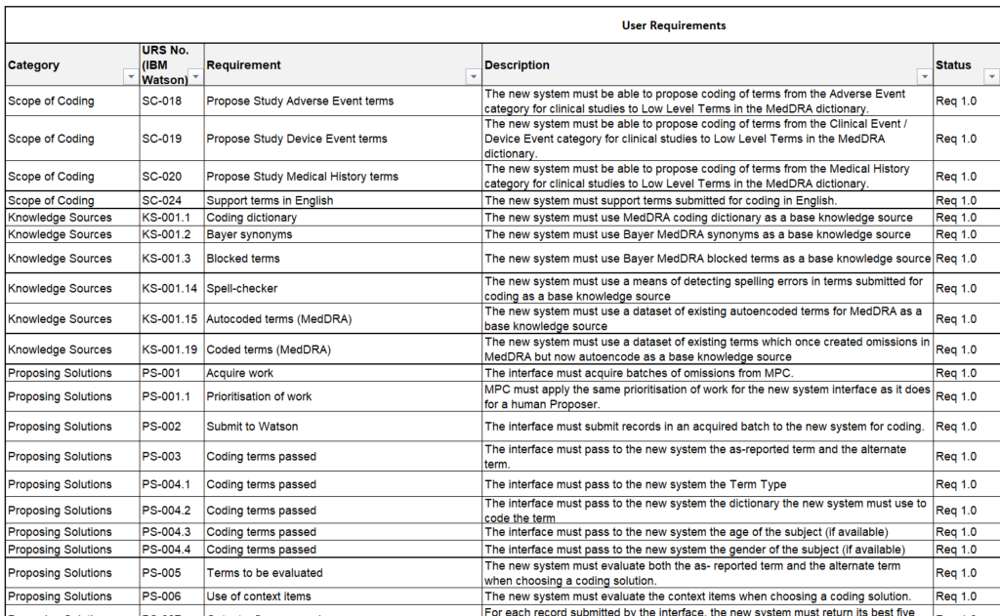 User Requirements
Category
URS No.
(IBM
Watson)
Requirement
Description
Status
Scope of Coding
SC-018
Propose Study Adverse Event terms
The new system must be able to propose coding of terms from the Adverse Event
category for clinical studies to Low Level Terms in the MedDRA dictionary.
Req 1.0
Scope of Coding
SC-019
Propose Study Device Event terms
The new system must be able to propose coding of terms from the Clinical Event /
Device Event category for clinical studies to Low Level Terms in the MedDRA
dictionary.
Req 1.0
Scope of Coding
SC-020
Propose Study Medical History terms
The new system must be able to propose coding of terms from the Medical History
category for clinical studies to Low Level Terms in the MedDRA dictionary.
Req 1.0
Scope of Coding
SC-024
Support terms in English
The new system must support terms submitted for coding in English.
Req 1.0
Knowledge Sources
KS-001.1
Coding dictionary
The new system must use MedDRA coding dictionary as a base knowledge source
Req 1.0
Knowledge Sources
KS-001.2
Bayer synonyms
The new system must use Bayer MedDRA synonyms as a base knowledge source
Req 1.0
Knowledge Sources
KS-001.3
Blocked terms
The new system must use Bayer MedDRA blocked terms as a base knowledge source
Req 1.0
Knowledge Sources
KS-001.14
Spell-checker
The new system must use a means of detecting spelling errors in terms submitted for
coding as a base knowledge source
Req 1.0
Knowledge Sources
KS-001.15
Autocoded terms (MedDRA)
The new system must use a dataset of existing autoencoded terms for MedDRA as a
base knowledge source
Req 1.0
Knowledge Sources
KS-001.19
Coded terms (MedDRA)
The new system must use a dataset of existing terms which once created omissions in
MedDRA but now autoencode as a base knowledge source
Req 1.0
Proposing Solutions
PS-001
Acquire work
The interface must acquire batches of omissions from MPC.
Req 1.0
Proposing Solutions
PS-001.1
Prioritisation of work
MPC must apply the same prioritisation of work for the new system interface as it does
for a human Proposer.
Req 1.0
Proposing Solutions
PS-002
Submit to Watson
The interface must submit records in an acquired batch to the new system for coding.
Req 1.0
Proposing Solutions
PS-003
Coding terms passed
The interface must pass to the new system the as-reported term and the alternate
term.
Req 1.0
Proposing Solutions
PS-004.1
Coding terms passed
The interface must pass to the new system the Term Type
Req 1.0
Proposing Solutions
PS-004.2
Coding terms passed
The interface must pass to the new system the dictionary the new system must use to
code the term
Req 1.0
Proposing Solutions
PS-004.3
Coding terms passed
The interface must pass to the new system the age of the subject (if available)
Req 1.0
Proposing Solutions
PS-004.4
Coding terms passed
The interface must pass to the new system the gender of the subject (if available)
Req 1.0
Proposing Solutions
PS-005
Terms to be evaluated
The new system must evaluate both the as- reported term and the alternate term
when choosing a coding solution.
Req 1.0
Proposing Solutions
PS-006
Use of context items
The new system must evaluate the context items when choosing a coding solution.
Req 1.0
For each record submitted by the interface, the new system must return its best five